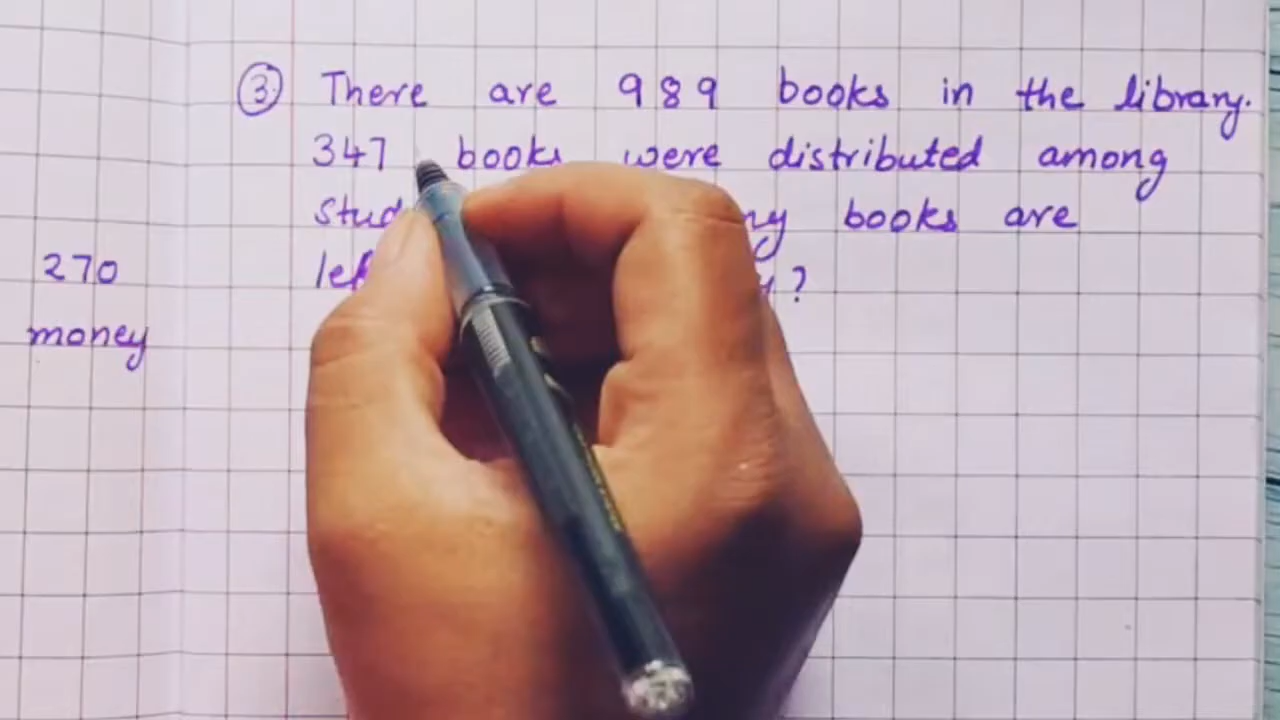 ③ There are 989 books in the library.
347 books were distributed among
books are
?
270
money